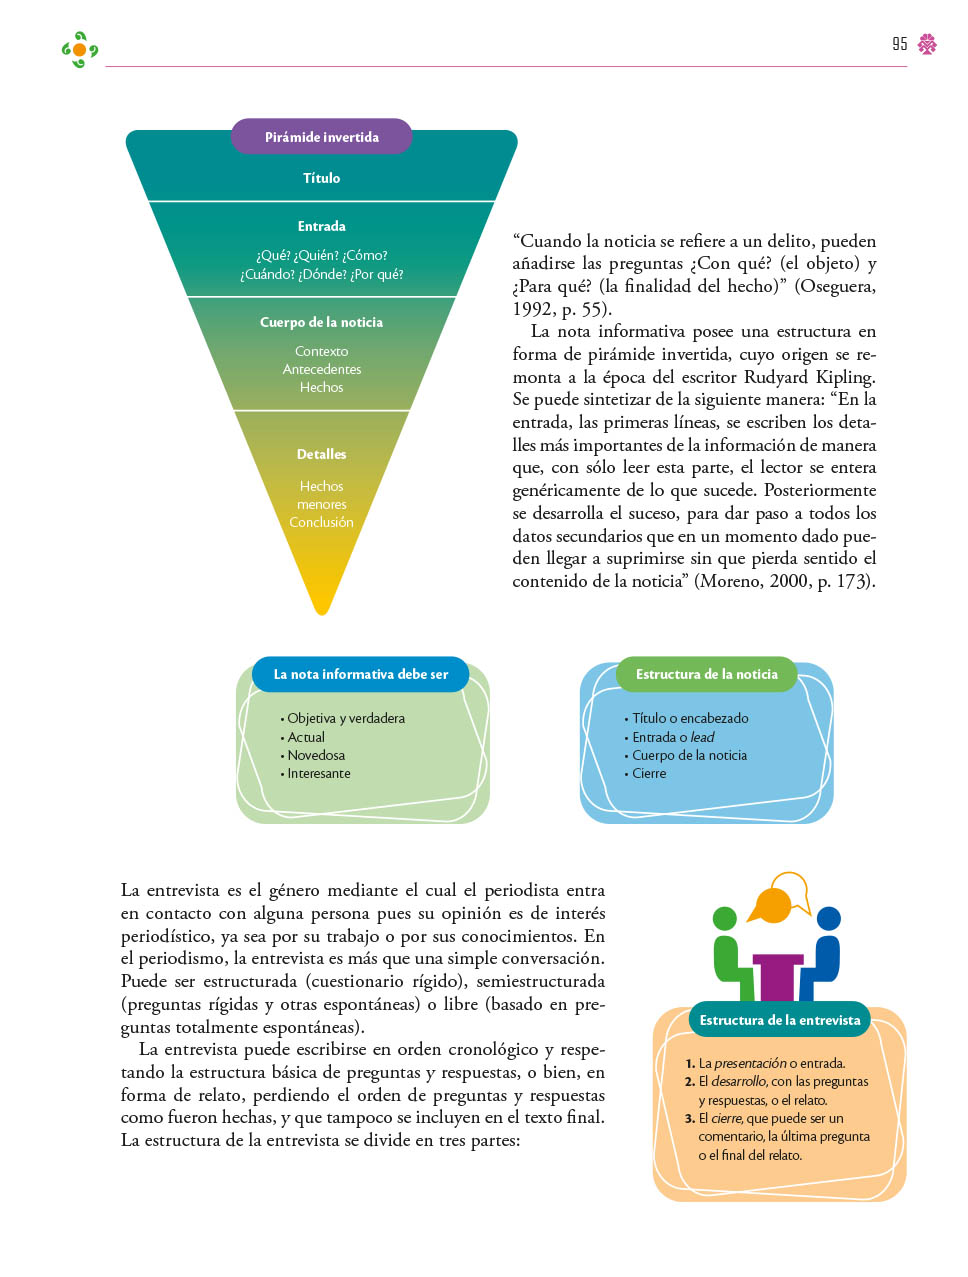 95
Pirámide invertida
Título
Entrada
¿Qué? ¿Quién? ¿Cómo?
¿Cuándo? ¿Dónde? ¿Por qué?
Cuerpo de la noticia
Contexto
Antecedentes
Hechos
Detalles
Hechos
menores
Conclusión
“Cuando la noticia se refiere a un delito, pueden
añadirse las preguntas ¿Con qué? (el objeto) y
¿Para qué? (la finalidad del hecho)” (Oseguera,
1992, p. 55).
La nota informativa posee una estructura en
forma de pirámide invertida, cuyo origen se re-
monta a la época del escritor Rudyard Kipling.
Se puede sintetizar de la siguiente manera: “En la
entrada, las primeras líneas, se escriben los deta-
lles más importantes de la información de manera
que, con sólo leer esta parte, el lector se entera
genéricamente de lo que sucede. Posteriormente
se desarrolla el suceso, para dar paso a todos los
datos secundarios que en un momento dado pue-
den llegar a suprimirse sin que pierda sentido el
contenido de la noticia” (Moreno, 2000, p. 173).
La nota informativa debe ser
• Objetiva y verdadera
• Actual
• Novedosa
• Interesante
Estructura de la noticia
• Título o encabezado
• Entrada o lead
• Cuerpo de la noticia
• Cierre
La entrevista es el género mediante el cual el periodista entra
en contacto con alguna persona pues su opinión es de interés
periodístico, ya sea por su trabajo o por sus conocimientos. En
el periodismo, la entrevista es más que una simple conversación.
Puede ser estructurada (cuestionario rígido), semiestructurada
(preguntas rígidas y otras espontáneas) o libre (basado en pre-
guntas totalmente espontáneas).
La entrevista puede escribirse en orden cronológico y respe-
tando la estructura básica de preguntas y respuestas, o bien, en
forma de relato, perdiendo el orden de preguntas y respuestas
como fueron hechas, y que tampoco se incluyen en el texto final.
La estructura de la entrevista se divide en tres partes:
Estructura de la entrevista
1. La presentación o entrada.
2. El desarrollo, con las preguntas
y respuestas, o el relato.
3. El cierre, que puede ser un
comentario, la última pregunta
o el final del relato.